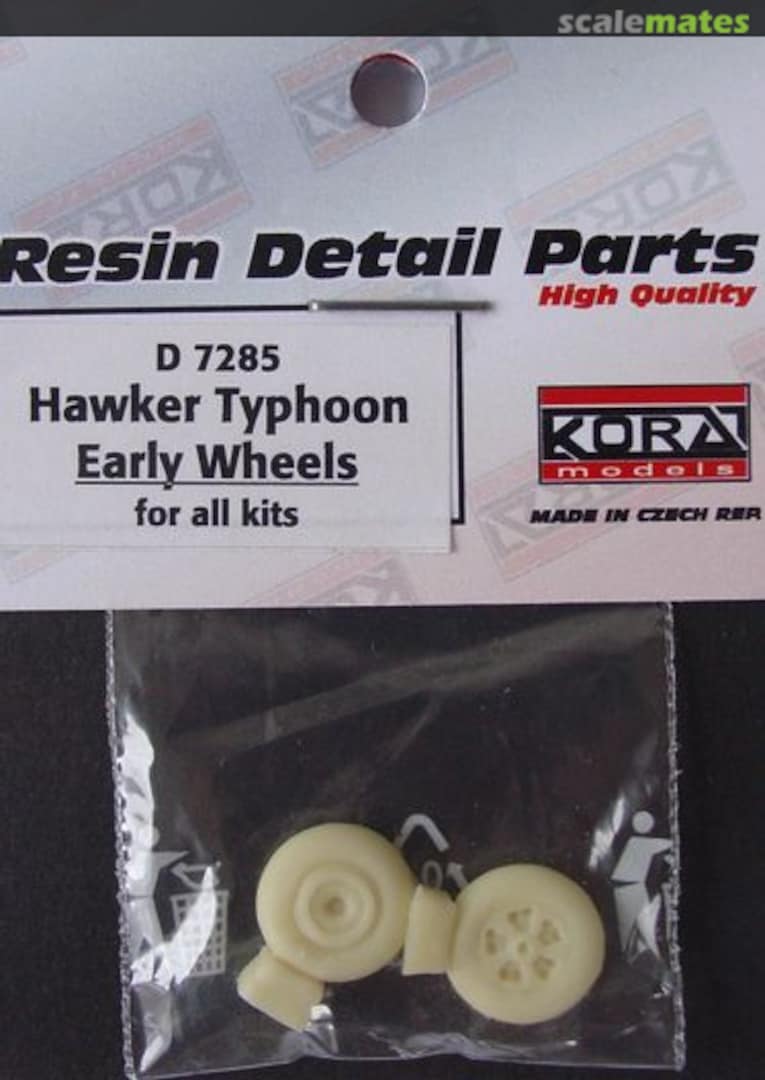 scalemates
Resin Detail Parts
High Quality
D 7285
Hawker Typhoon
Early Wheels
for all kits
KORA
models
MADE IN CZECH REP